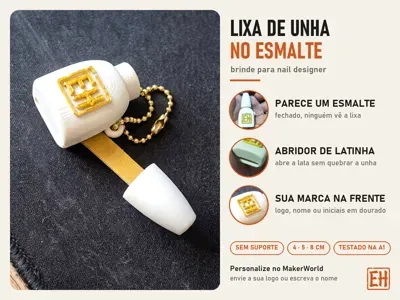 LIXA DE UNHA
NO ESMALTE
brinde para nail designer
PARECE UM ESMALTE
fechado, ninguém vê a lixa
ABRIDOR DE LATINHA
abre a lata sem quebrar a unha
SUA MARCA NA FRENTE
logo, nome ou iniciais em dourado
SEM SUPORTE
4 · 5 · 8 CM
TESTADO NA A1
Personalize no MakerWorld
envie a sua logo ou escreva o nome
EH